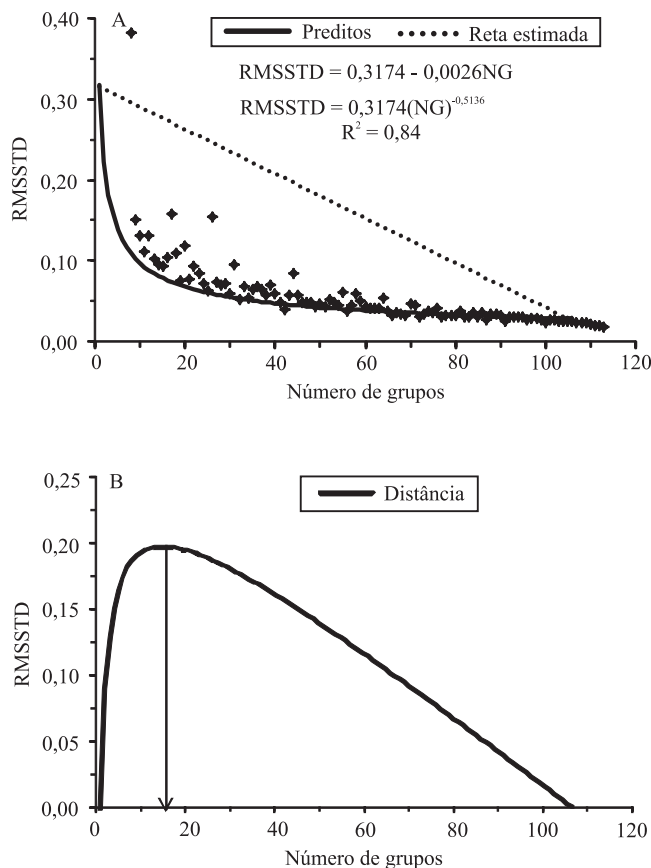 A
Preditos
Reta estimada
RMSSTD = 0,3174 - 0,0026NG
RMSSTD = 0,3174(NG)^-0,5136
R² = 0,84
RMSSTD
0,40
0,30
0,20
0,10
0,00
0 20 40 60 80 100 120
Número de grupos
B
Distância
RMSSTD
0,25
0,20
0,15
0,10
0,05
0,00
0 20 40 60 80 100 120
Número de grupos